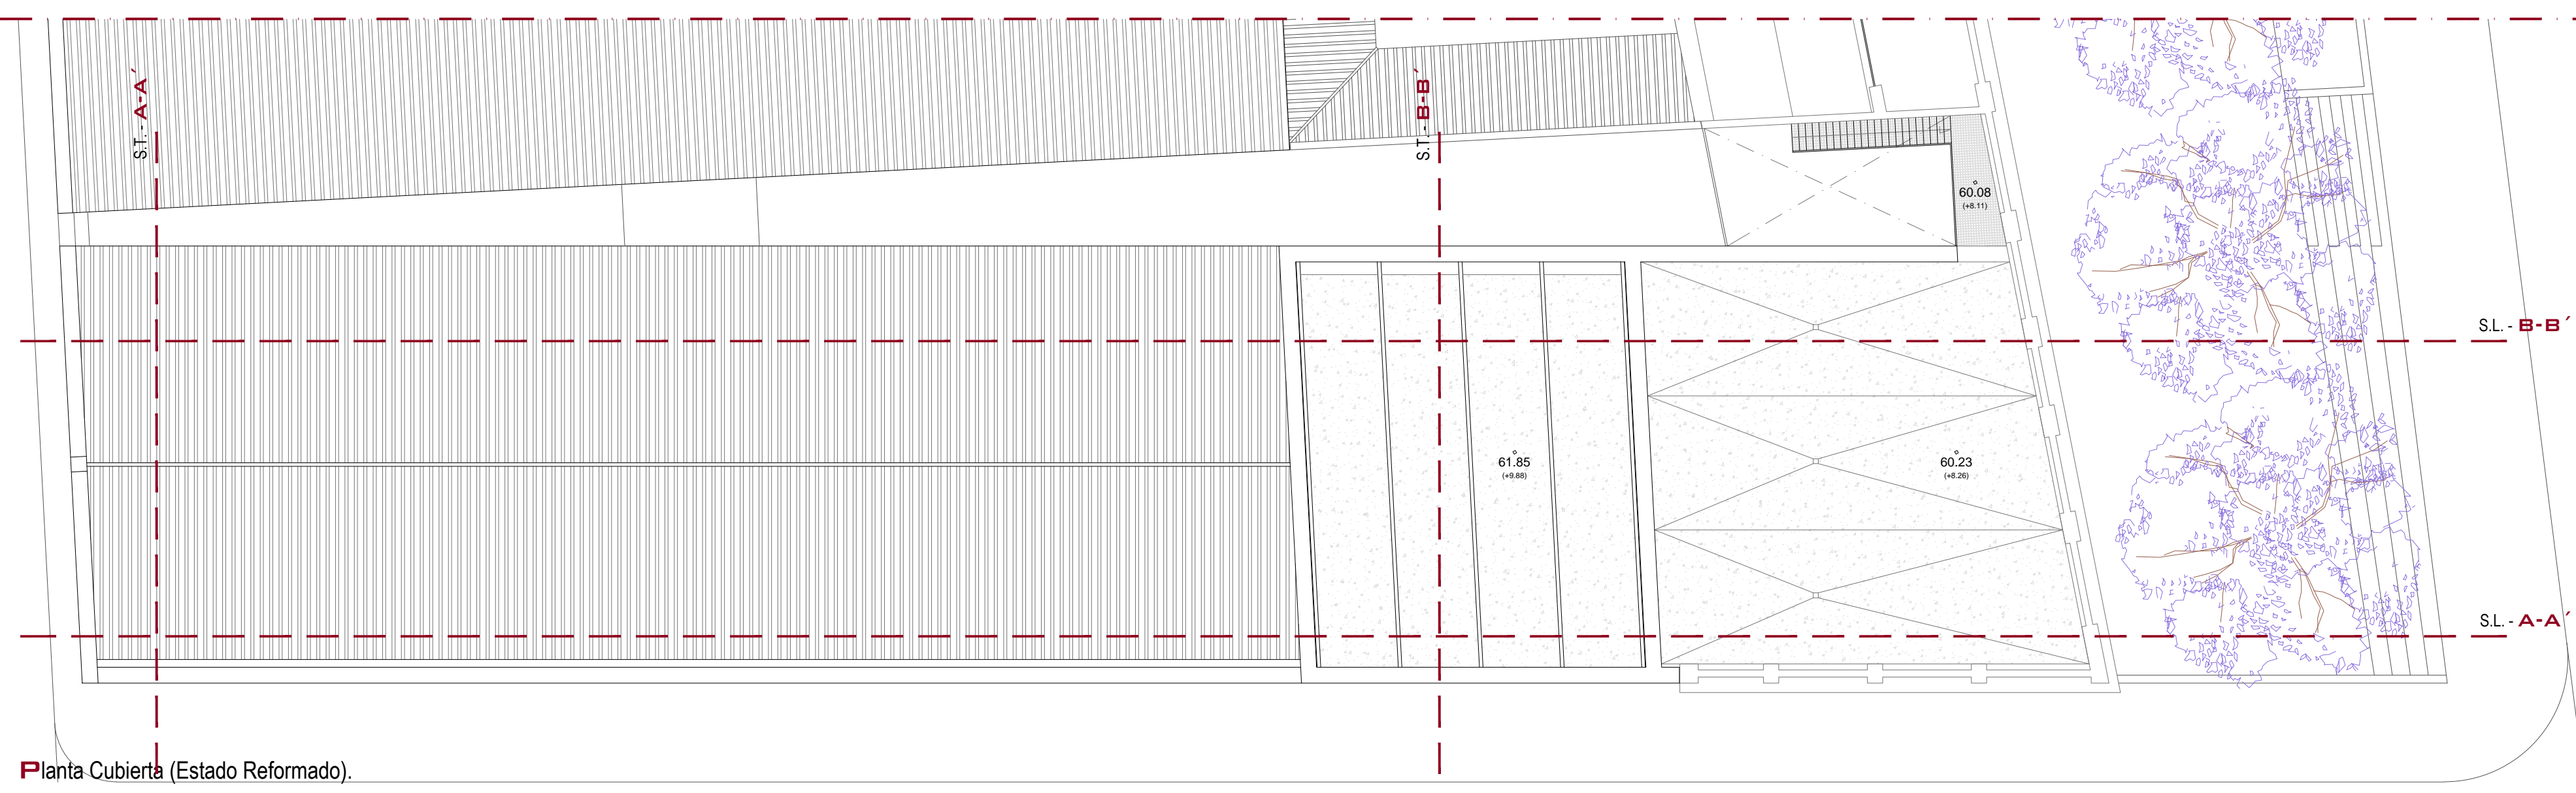 S.T. - A-A´
S.T. - B-B´
60.08
(+8.11)
S.L. - B-B´
61.85
(+9.88)
60.23
(+8.26)
S.L. - A-A´
Planta Cubierta (Estado Reformado).